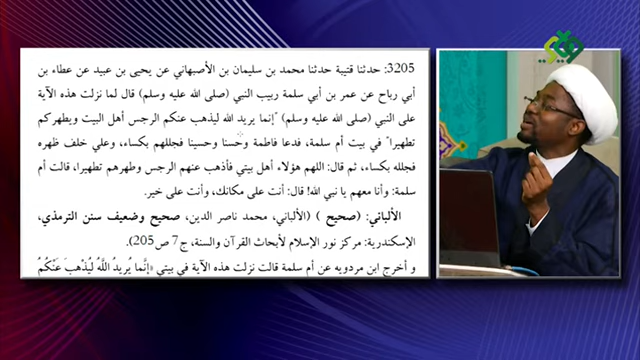 3205: حدثنا قتيبة حدثنا محمد بن سليمان بن الأصبهاني عن يحيى بن عبيد عن عطاء بن
أبي رباح عن عمر بن أبي سلمة ربيب النبي (صلى الله عليه وسلم) قال لما نزلت هذه الآية
على النبي (صلى الله عليه وسلم) "إنما يريد الله ليذهب عنكم الرجس أهل البيت ويطهركم
تطهيرا" في بيت أم سلمة، فدعا فاطمة وحسنا وحسينا فجللهم بكساء، وعلي خلف ظهره
فجلله بكساء، ثم قال: اللهم هؤلاء أهل بيتي فأذهب عنهم الرجس وطهرهم تطهيرا، قالت أم
سلمة: وأنا معهم يا نبي الله! قال: أنت على مكانك، وأنت على خير.
الألباني: (صحيح ) (الألباني، محمد ناصر الدين، صحيح وضعيف سنن الترمذي،
الإسكندرية: مركز نور الإسلام لأبحاث القرآن والسنة، ج7 ص205).
و أخرج ابن مردويه عن أم سلمة قالت نزلت هذه الآية في بيتي «إِنَّما يُريدُ اللَّهُ لِيُذْهِبَ عَنْكُمُ